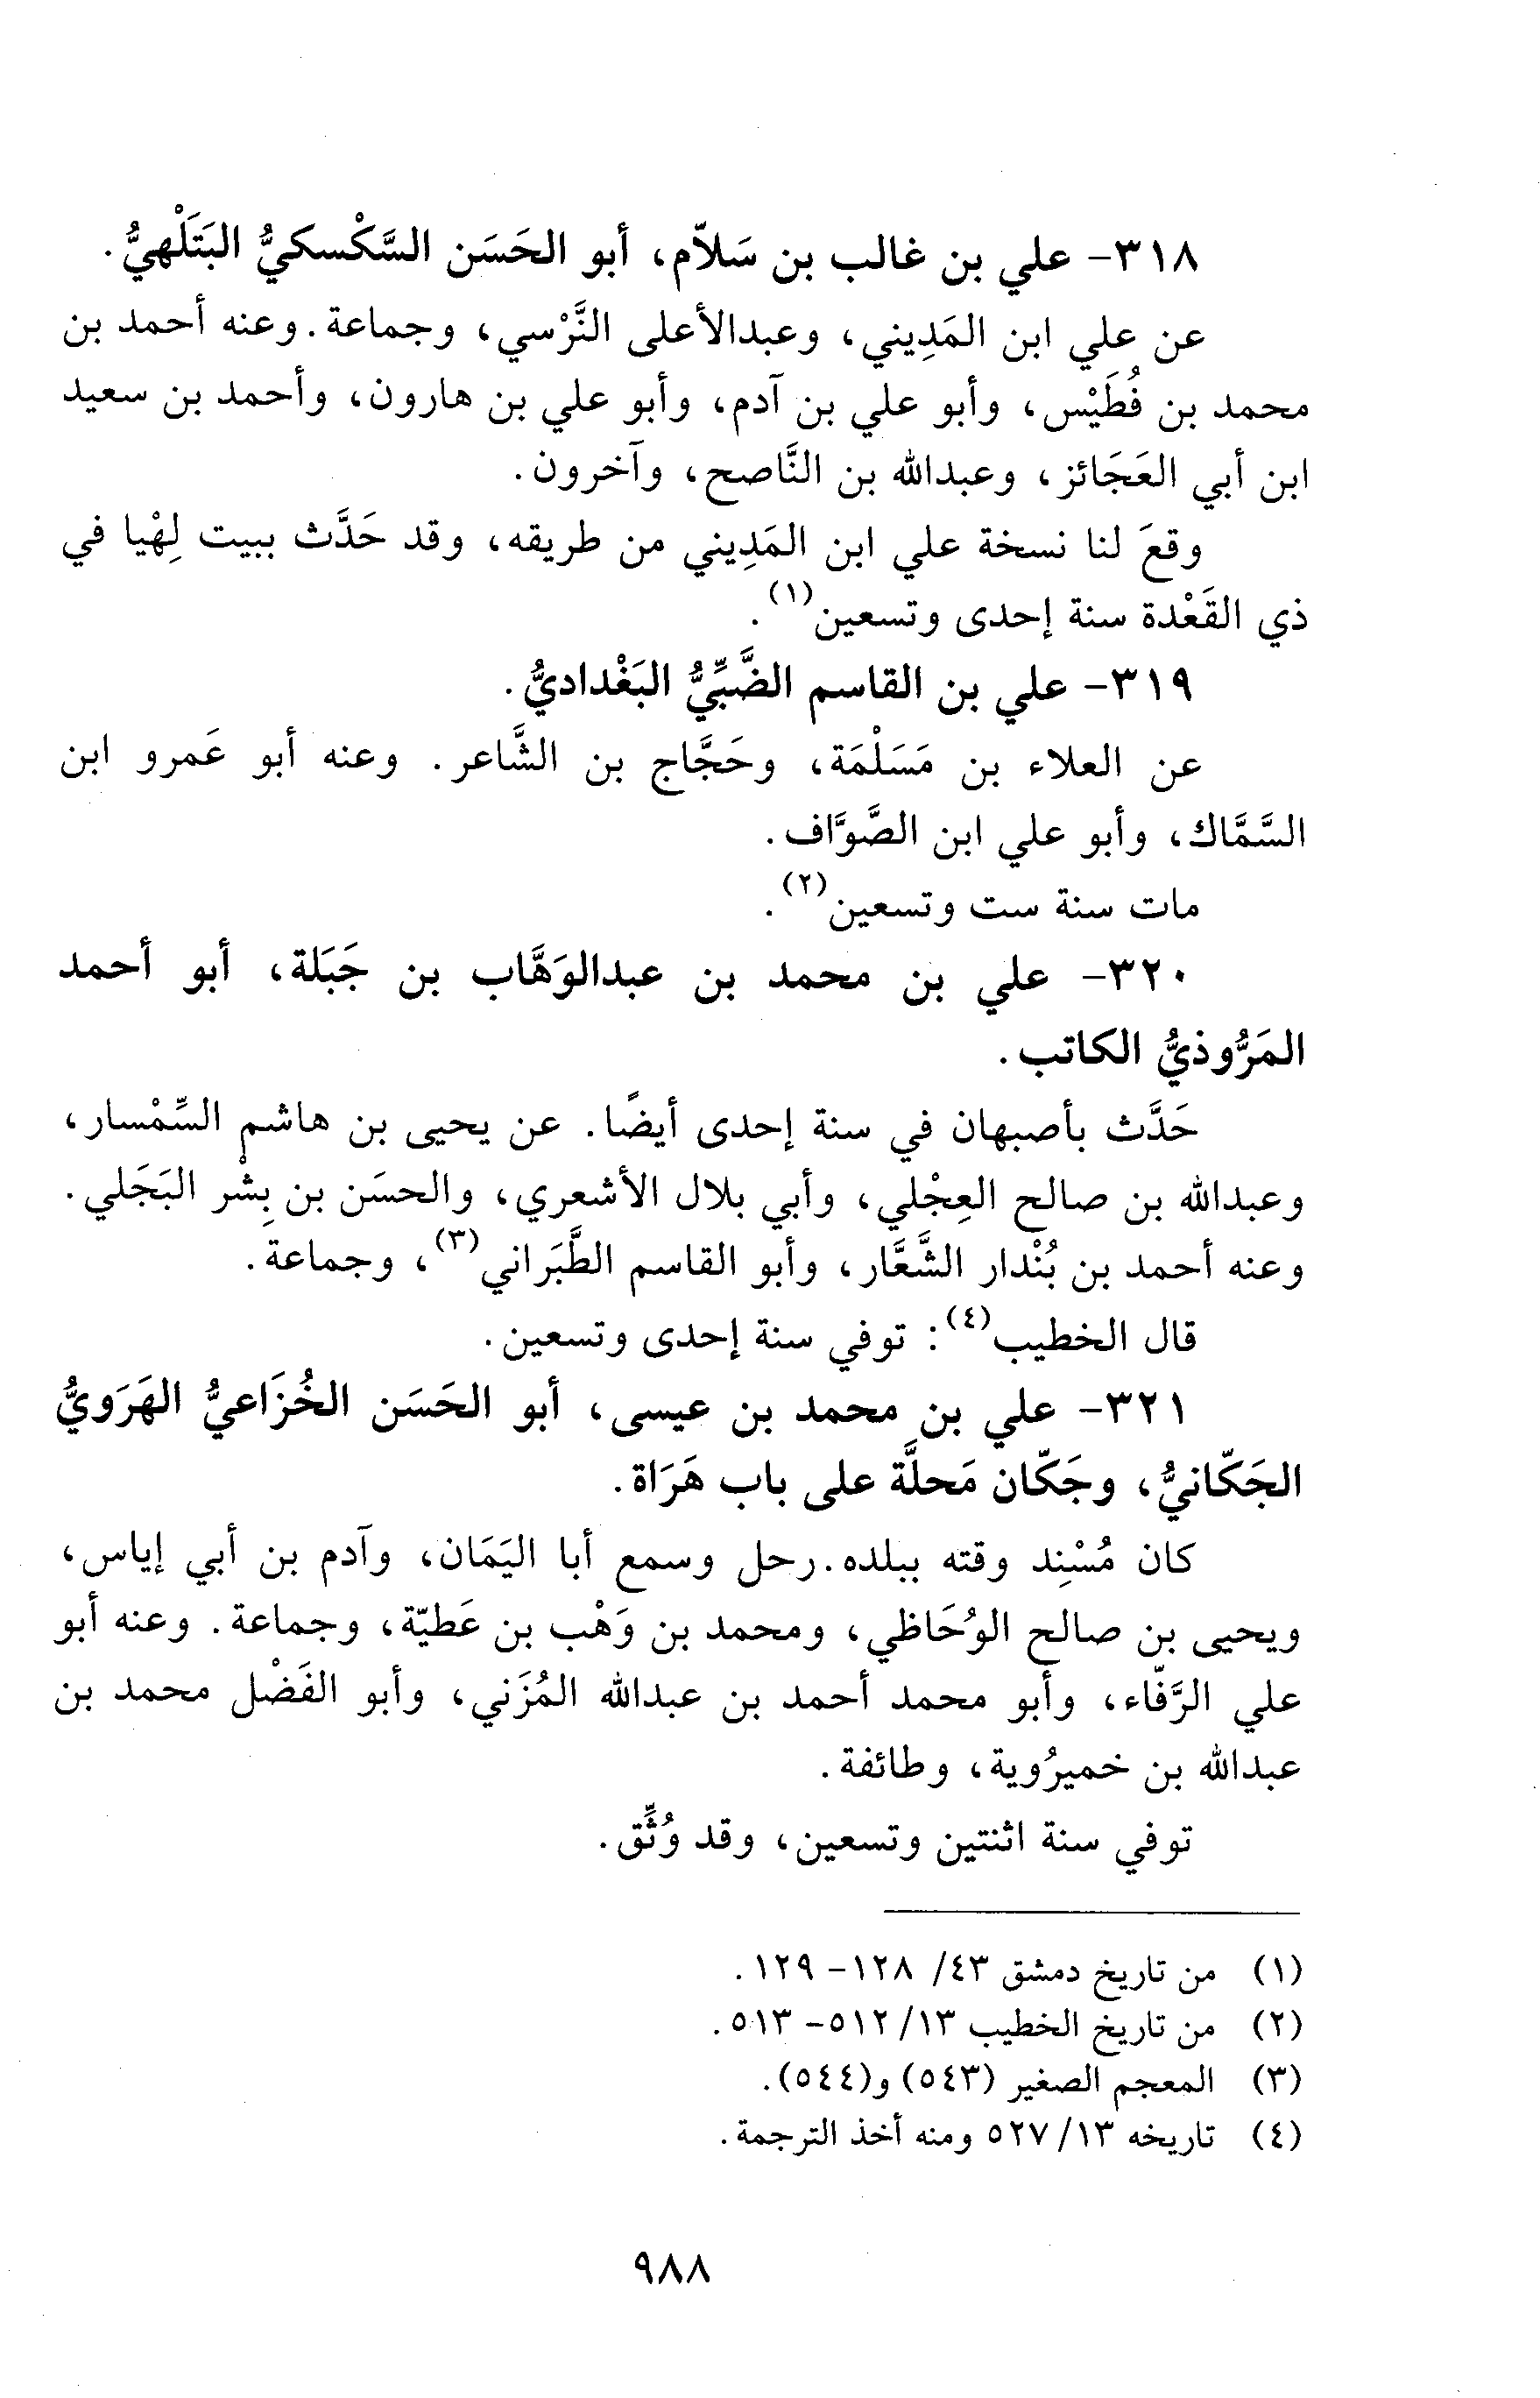 ٣١٨- علي بن غالب بن سَلاّم، أبو الحَسَن السَّكْسكيُّ البَتَلْهيُّ.
عن علي ابن المَدِيني، وعبدالأعلى النَّرْسي، وجماعة. وعنه أحمد بن
محمد بن فُطَيْس، وأبو علي بن آدم، وأبو علي بن هارون، وأحمد بن سعيد
ابن أبي العَجَائز، وعبدالله بن النَّاصح، وآخرون.
وقعَ لنا نسخة علي ابن المَدِيني من طريقه، وقد حَدَّث ببيت لِهْيا في
ذي القَعْدة سنة إحدى وتسعين(١).
٣١٩- علي بن القاسم الضَّبِّيُّ البَغْداديُّ.
عن العلاء بن مَسَلْمَة، وحَجَّاج بن الشَّاعر. وعنه أبو عَمرو ابن
السَّمَّاك، وأبو علي ابن الصَّوَّاف.
مات سنة ست وتسعين(٢).
٣٢٠- علي بن محمد بن عبدالوَهَّاب بن جَبَلة، أبو أحمد
المَرُّوذيُّ الكاتب.
حَدَّث بأصبهان في سنة إحدى أيضًا. عن يحيى بن هاشم السِّمْسار،
وعبدالله بن صالح العِجْلي، وأبي بلال الأشعري، والحسَن بن بِشْر البَجَلي.
وعنه أحمد بن بُنْدار الشَّعَّار، وأبو القاسم الطَّبَراني(٣)، وجماعة.
قال الخطيب(٤): توفي سنة إحدى وتسعين.
٣٢١- علي بن محمد بن عيسى، أبو الحَسَن الخُزَاعيُّ الهَرَويُّ
الجَكّانيُّ، وجَكّان مَحلَّة على باب هَرَاة.
كان مُسْنِد وقته ببلده. رحل وسمع أبا اليَمَان، وآدم بن أبي إياس،
ويحيى بن صالح الوُحَاظي، ومحمد بن وَهْب بن عَطيّة، وجماعة. وعنه أبو
علي الرَّفّاء، وأبو محمد أحمد بن عبدالله المُزَني، وأبو الفَضْل محمد بن
عبدالله بن خميرُوية، وطائفة.
توفي سنة اثنتين وتسعين، وقد وُثِّق.
(١) من تاريخ دمشق ٤٣/ ١٢٨- ١٢٩.
(٢) من تاريخ الخطيب ١٣/ ٥١٢- ٥١٣.
(٣) المعجم الصغير (٥٤٣) و(٥٤٤).
(٤) تاريخه ١٣/ ٥٢٧ ومنه أخذ الترجمة.
٩٨٨